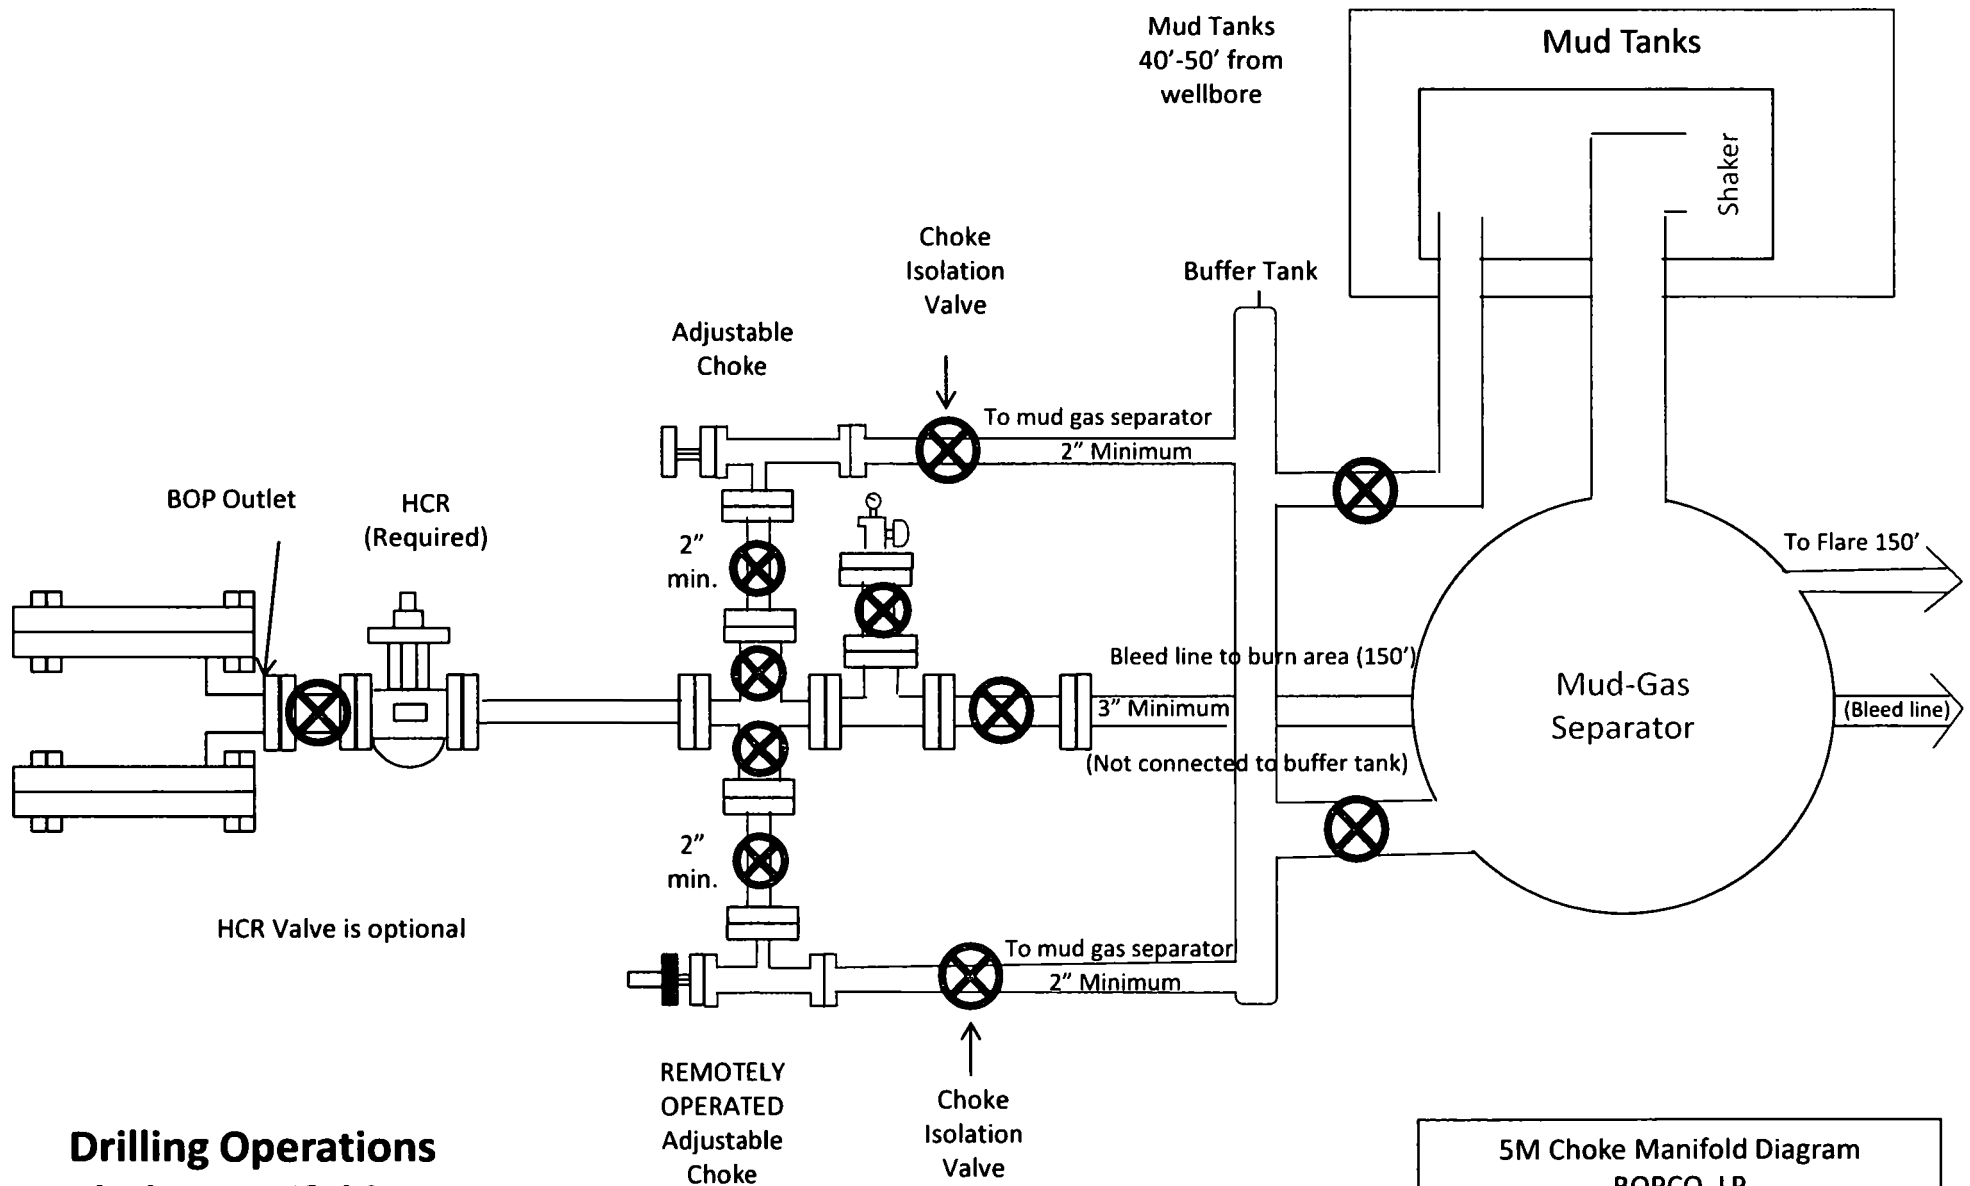 Mud Tanks
40’-50’ from
wellbore
Mud Tanks
Shaker
Choke
Isolation
Valve
Buffer Tank
Adjustable
Choke
To mud gas separator
2” Minimum
BOP Outlet
HCR
(Required)
2”
min.
To Flare 150’
Bleed line to burn area (150’)
3” Minimum
(Not connected to buffer tank)
Mud-Gas
Separator
(Bleed line)
2”
min.
HCR Valve is optional
To mud gas separator
2” Minimum
REMOTELY
OPERATED
Adjustable
Choke
Choke
Isolation
Valve
Drilling Operations
5M Choke Manifold Diagram
BOPCO, LP